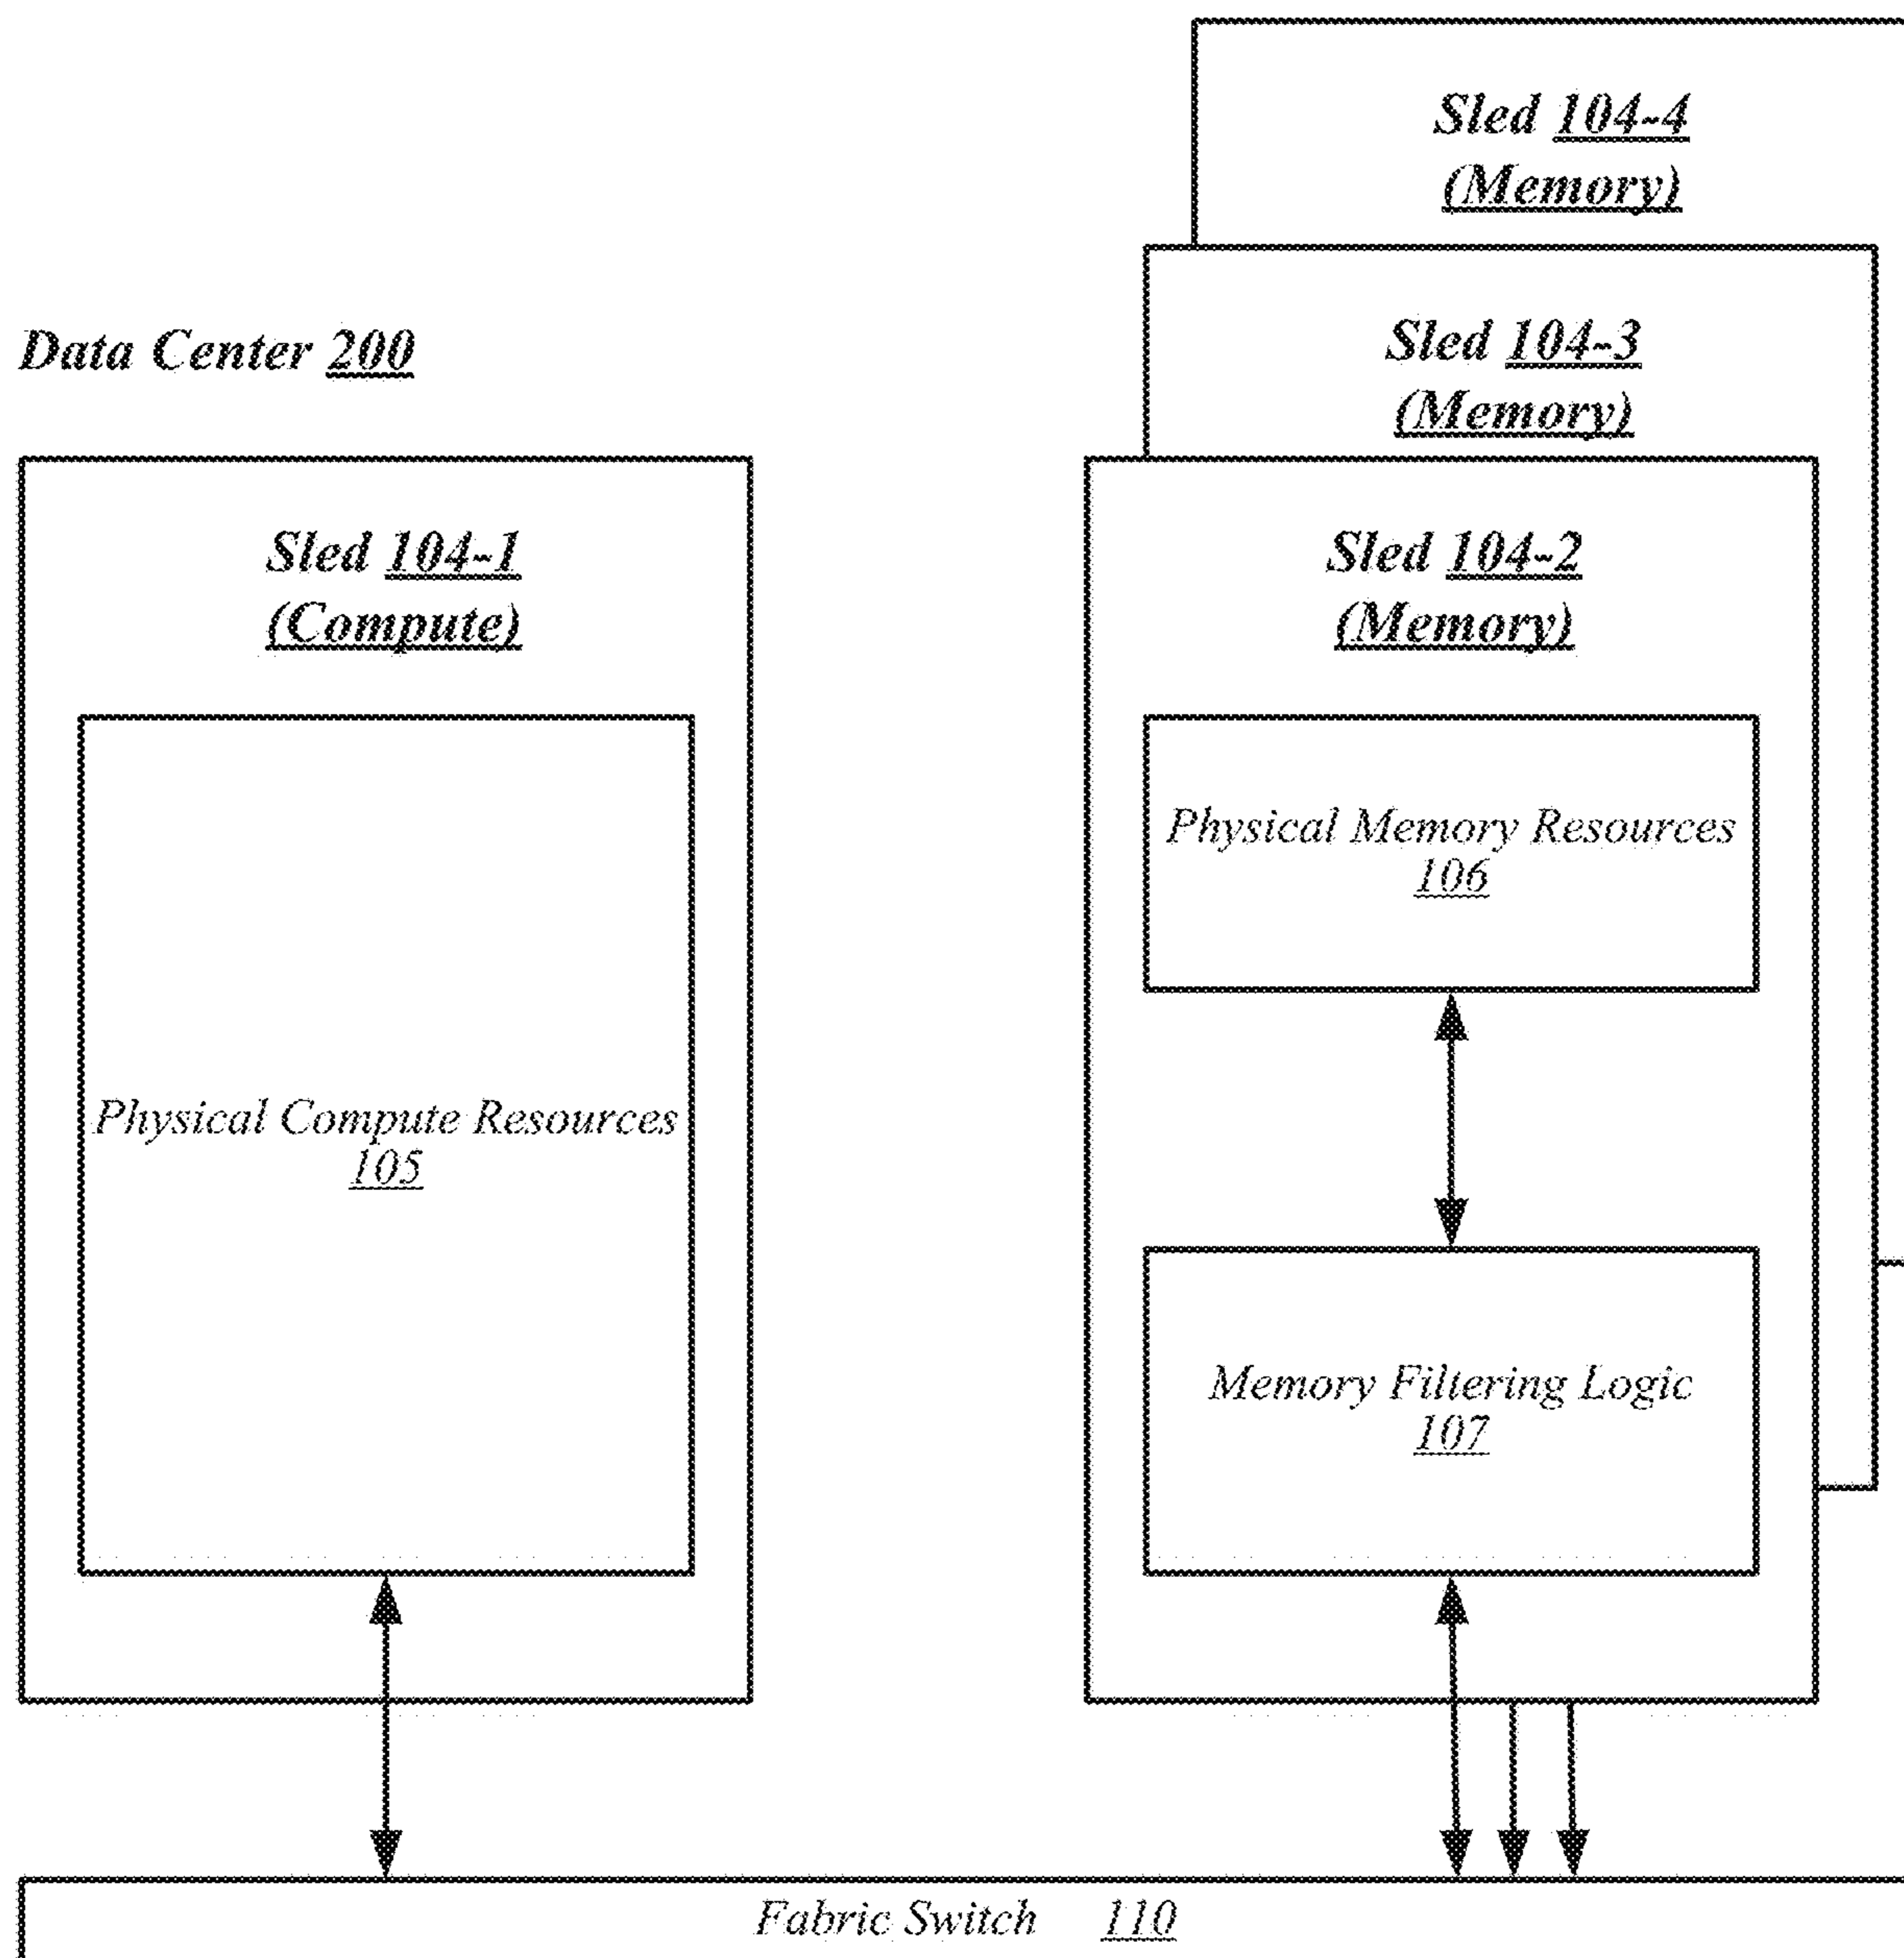 Sled 104-4
(Memory)
Data Center 200
Sled 104-3
(Memory)
Sled 104-1
(Compute)
Sled 104-2
(Memory)
Physical Memory Resources
106
Physical Compute Resources
105
Memory Filtering Logic
107
Fabric Switch 110